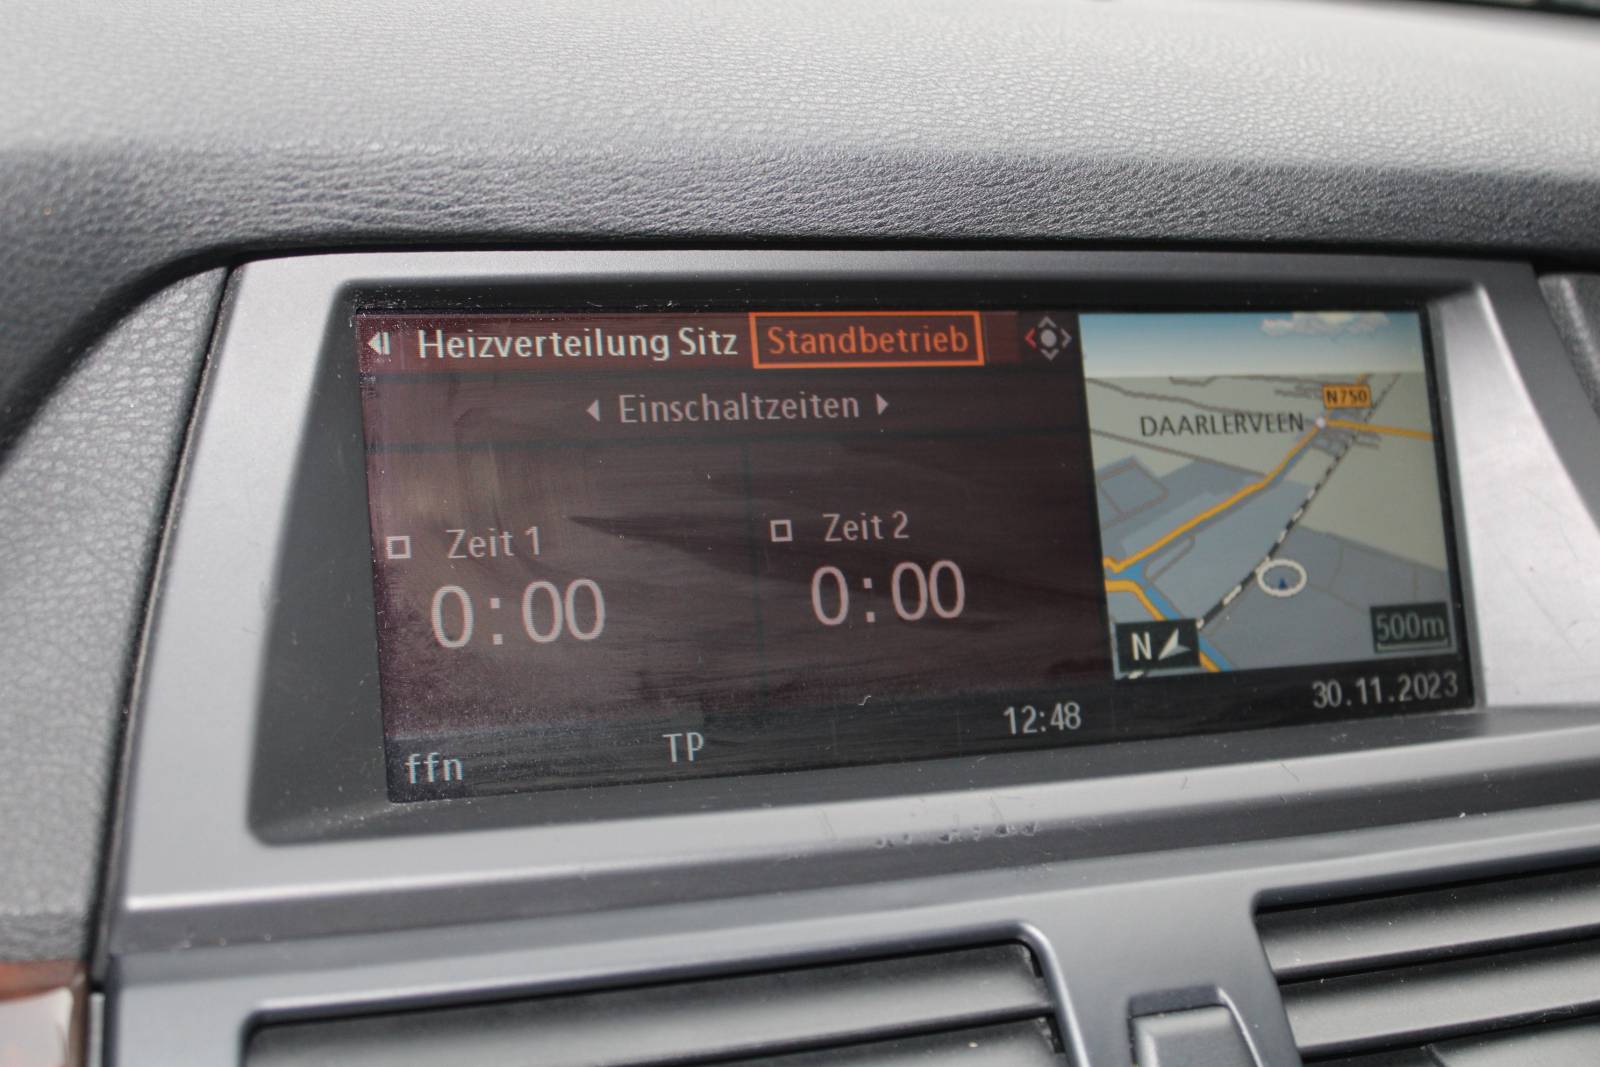 Heizverteilung Sitz Standbetrieb
Einschaltzeiten
Zeit 1
0:00
Zeit 2
0:00
N750
DAARLERVEEN
N
500m
ffn TP 12:48 30.11.2023